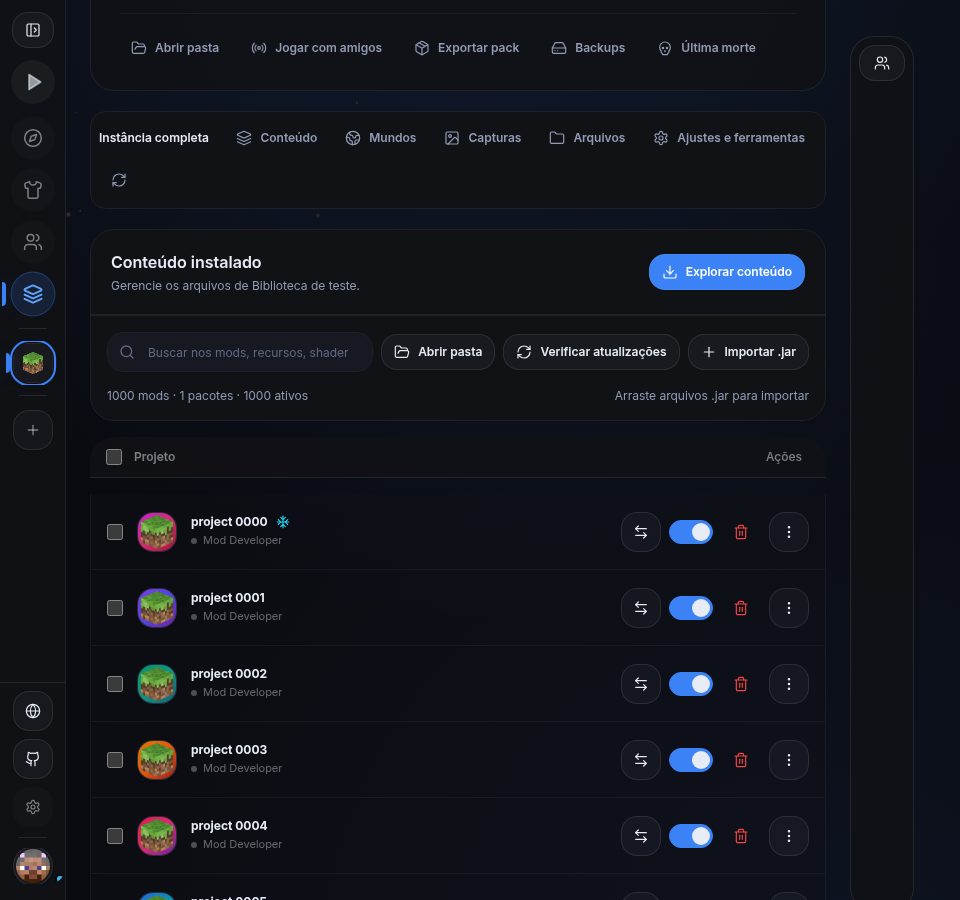 Abrir pasta Jogar com amigos Exportar pack Backups Última morte
Instância completa Conteúdo Mundos Capturas Arquivos Ajustes e ferramentas
Conteúdo instalado
Gerencie os arquivos de Biblioteca de teste.
Explorar conteúdo
Buscar nos mods, recursos, shader
Abrir pasta
Verificar atualizações
Importar .jar
1000 mods · 1 pacotes · 1000 ativos
Arraste arquivos .jar para importar
Projeto
Ações
project 0000
Mod Developer
project 0001
Mod Developer
project 0002
Mod Developer
project 0003
Mod Developer
project 0004
Mod Developer